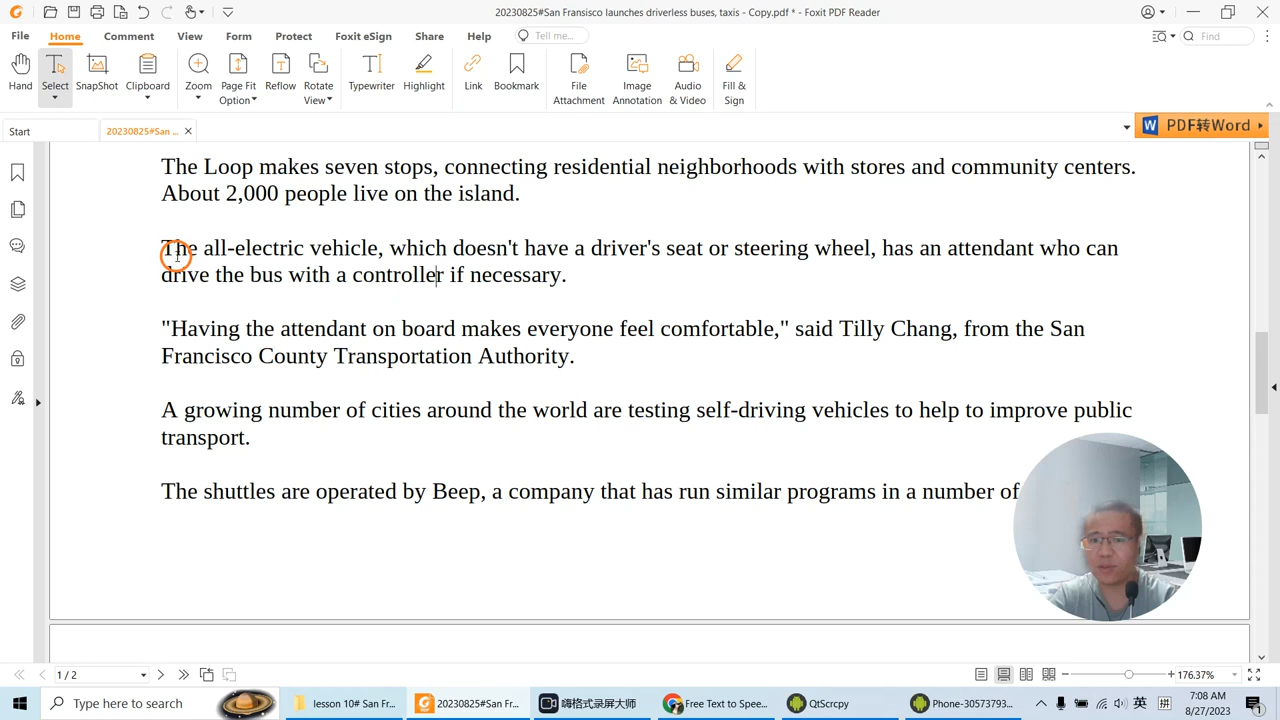 20230825#San Fransisco launches driverless buses, taxis - Copy.pdf * - Foxit PDF Reader
File Home Comment View Form Protect Foxit eSign Share Help Tell me... Find
Hand Select SnapShot Clipboard Zoom Page Fit Option Reflow Rotate View Typewriter Highlight Link Bookmark File Attachment Image Annotation Audio & Video Fill & Sign
Start 20230825#San ... PDF转Word
The Loop makes seven stops, connecting residential neighborhoods with stores and community centers.
About 2,000 people live on the island.
The all-electric vehicle, which doesn't have a driver's seat or steering wheel, has an attendant who can
drive the bus with a controller if necessary.
"Having the attendant on board makes everyone feel comfortable," said Tilly Chang, from the San
Francisco County Transportation Authority.
A growing number of cities around the world are testing self-driving vehicles to help to improve public
transport.
The shuttles are operated by Beep, a company that has run similar programs in a number of
1 / 2 176.37%
Type here to search lesson 10# San Fr... 20230825#San Fr... 嗨格式录屏大师 Free Text to Spee... QtScrcpy Phone-30573793... 英 7:08 AM
8/27/2023 1